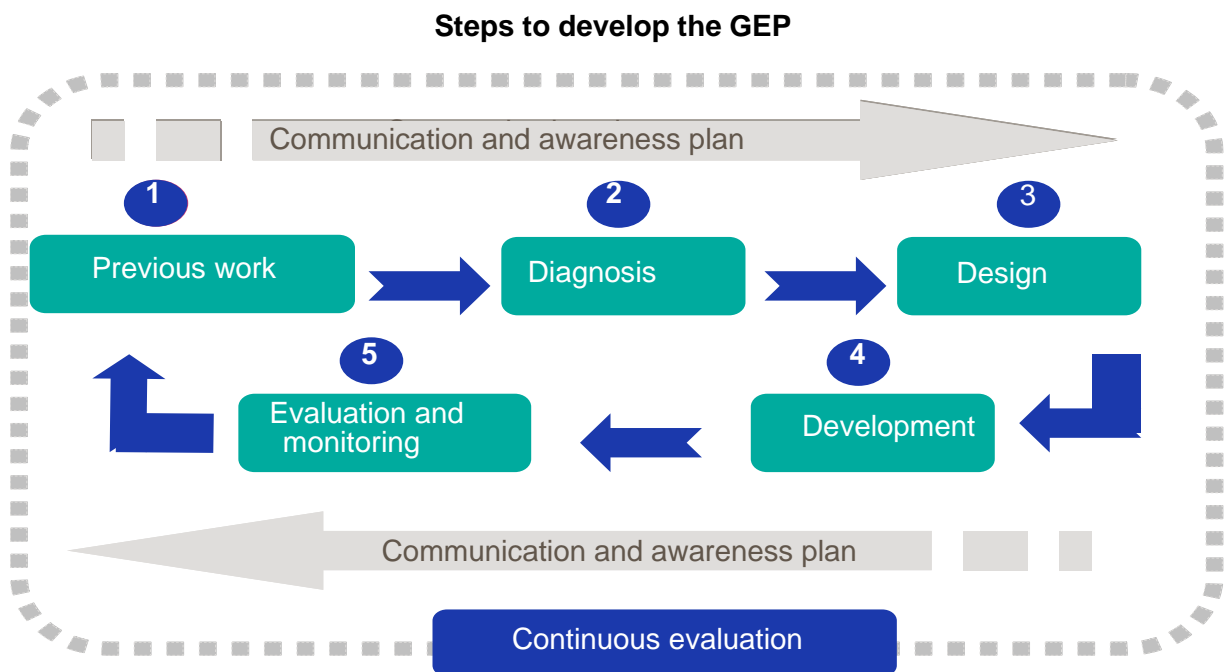 Steps to develop the GEP
Communication and awareness plan
1
2
3
Previous work
Diagnosis
Design
5
4
Evaluation and
monitoring
Development
Communication and awareness plan
Continuous evaluation